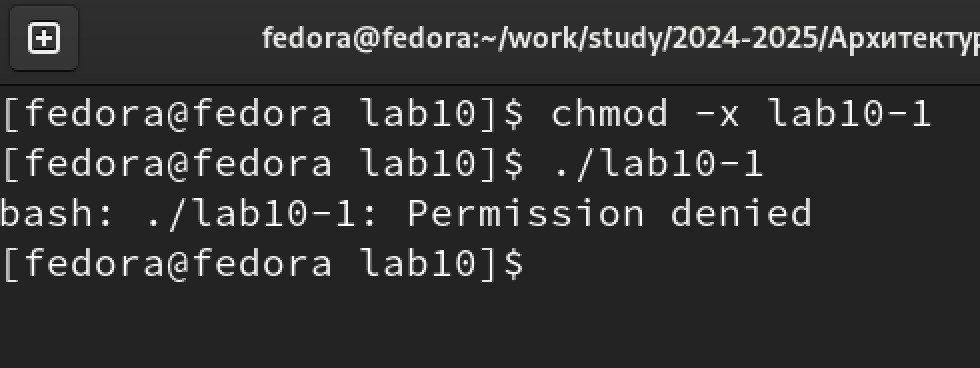 fedora@fedora:~/work/study/2024-2025/Архитектур
[fedora@fedora lab10]$ chmod -x lab10-1
[fedora@fedora lab10]$ ./lab10-1
bash: ./lab10-1: Permission denied
[fedora@fedora lab10]$